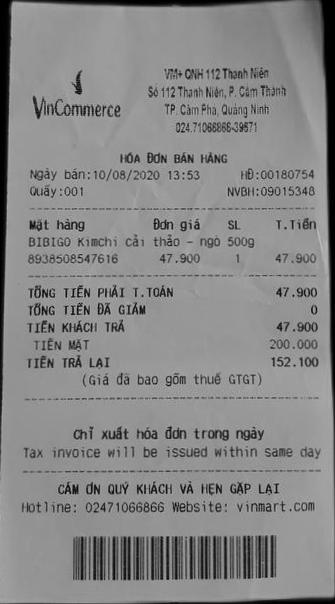 VinCommerce
VM+ QNH 112 Thanh Niên
Số 112 Thanh Niên, P. Cẩm Thành
TP. Cẩm Phả, Quảng Ninh
024.71066866-39571
HÓA ĐƠN BÁN HÀNG
Ngày bán:10/08/2020 13:53 HĐ:00180754
Quầy:001 NVBH:09015348
Mặt hàng Đơn giá SL T.Tiền
BIBIGO Kimchi cải thảo - ngò 500g
8938508547616 47.900 1 47.900
TỔNG TIỀN PHẢI T.TOÁN 47.900
TỔNG TIỀN ĐÃ GIẢM 0
TIỀN KHÁCH TRẢ 47.900
TIỀN MẶT 200.000
TIỀN TRẢ LẠI 152.100
(Giá đã bao gồm thuế GTGT)
Chỉ xuất hóa đơn trong ngày
Tax invoice will be issued within same day
CẢM ƠN QUÝ KHÁCH VÀ HẸN GẶP LẠI
Hotline: 02471066866 Website: vinmart.com